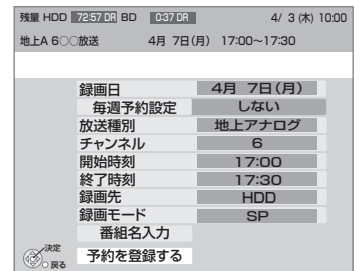 残量 HDD 72:57 DR BD 0:37 DR 4/ 3 (木) 10:00
地上A 6○○放送 4月 7日(月) 17:00~17:30
録画日 4月 7日(月)
毎週予約設定 しない
放送種別 地上アナログ
チャンネル 6
開始時刻 17:00
終了時刻 17:30
録画先 HDD
録画モード SP
番組名入力
決定
予約を登録する
戻る